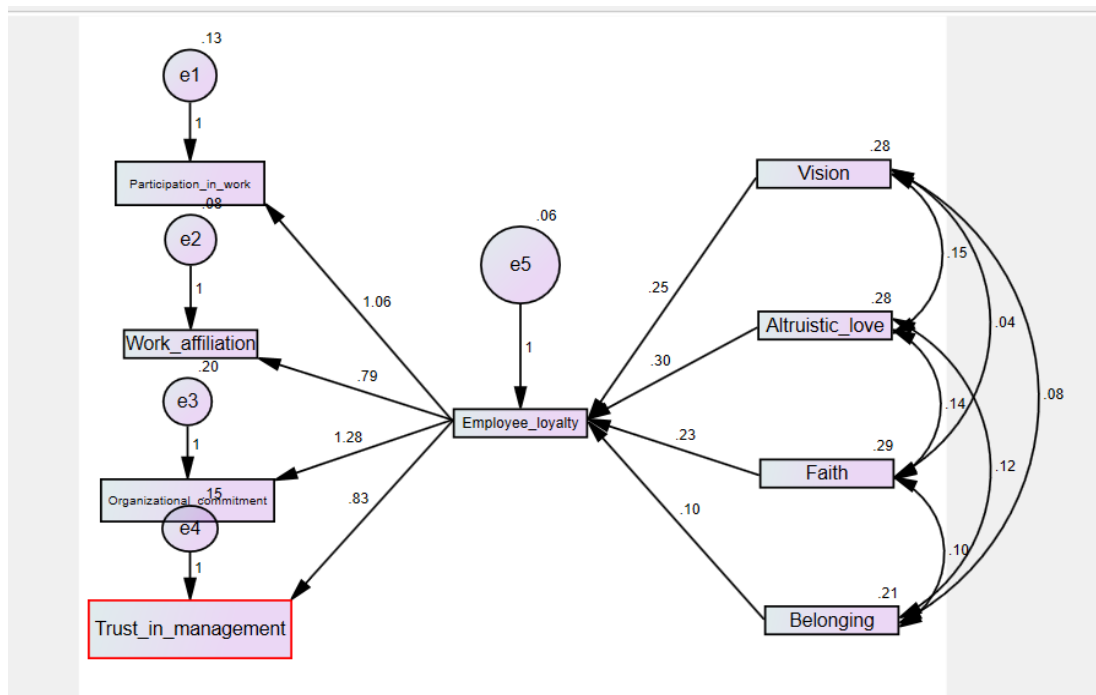 .13
e1
1
Participation_in_work
.08
e2
1
Work_affiliation
.20
e3
1
Organizational_commitment
.15
e4
1
Trust_in_management
1.06
.79
1.28
.83
.06
e5
1
Employee_loyalty
.25
.30
.23
.10
.28
Vision
.28
Altruistic_love
.29
Faith
.21
Belonging
.15
.04
.14
.08
.12
.10